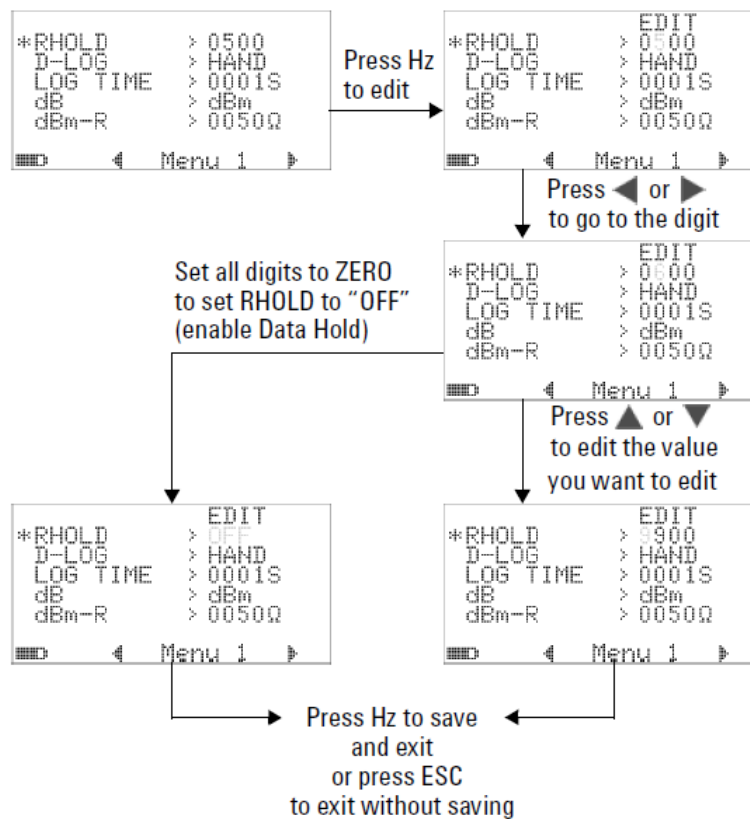 *RHOLD > 0500
D-LOG > HAND
LOG TIME > 0001S
dB > dBm
dBm-R > 0050Ω
Menu 1
Press Hz
to edit
EDIT
*RHOLD > 0500
D-LOG > HAND
LOG TIME > 0001S
dB > dBm
dBm-R > 0050Ω
Menu 1
Press ◀ or ▶
to go to the digit
EDIT
*RHOLD > 0600
D-LOG > HAND
LOG TIME > 0001S
dB > dBm
dBm-R > 0050Ω
Menu 1
Set all digits to ZERO
to set RHOLD to “OFF”
(enable Data Hold)
Press ▲ or ▼
to edit the value
you want to edit
EDIT
*RHOLD > OFF
D-LOG > HAND
LOG TIME > 0001S
dB > dBm
dBm-R > 0050Ω
Menu 1
EDIT
*RHOLD > 9900
D-LOG > HAND
LOG TIME > 0001S
dB > dBm
dBm-R > 0050Ω
Menu 1
Press Hz to save
and exit
or press ESC
to exit without saving